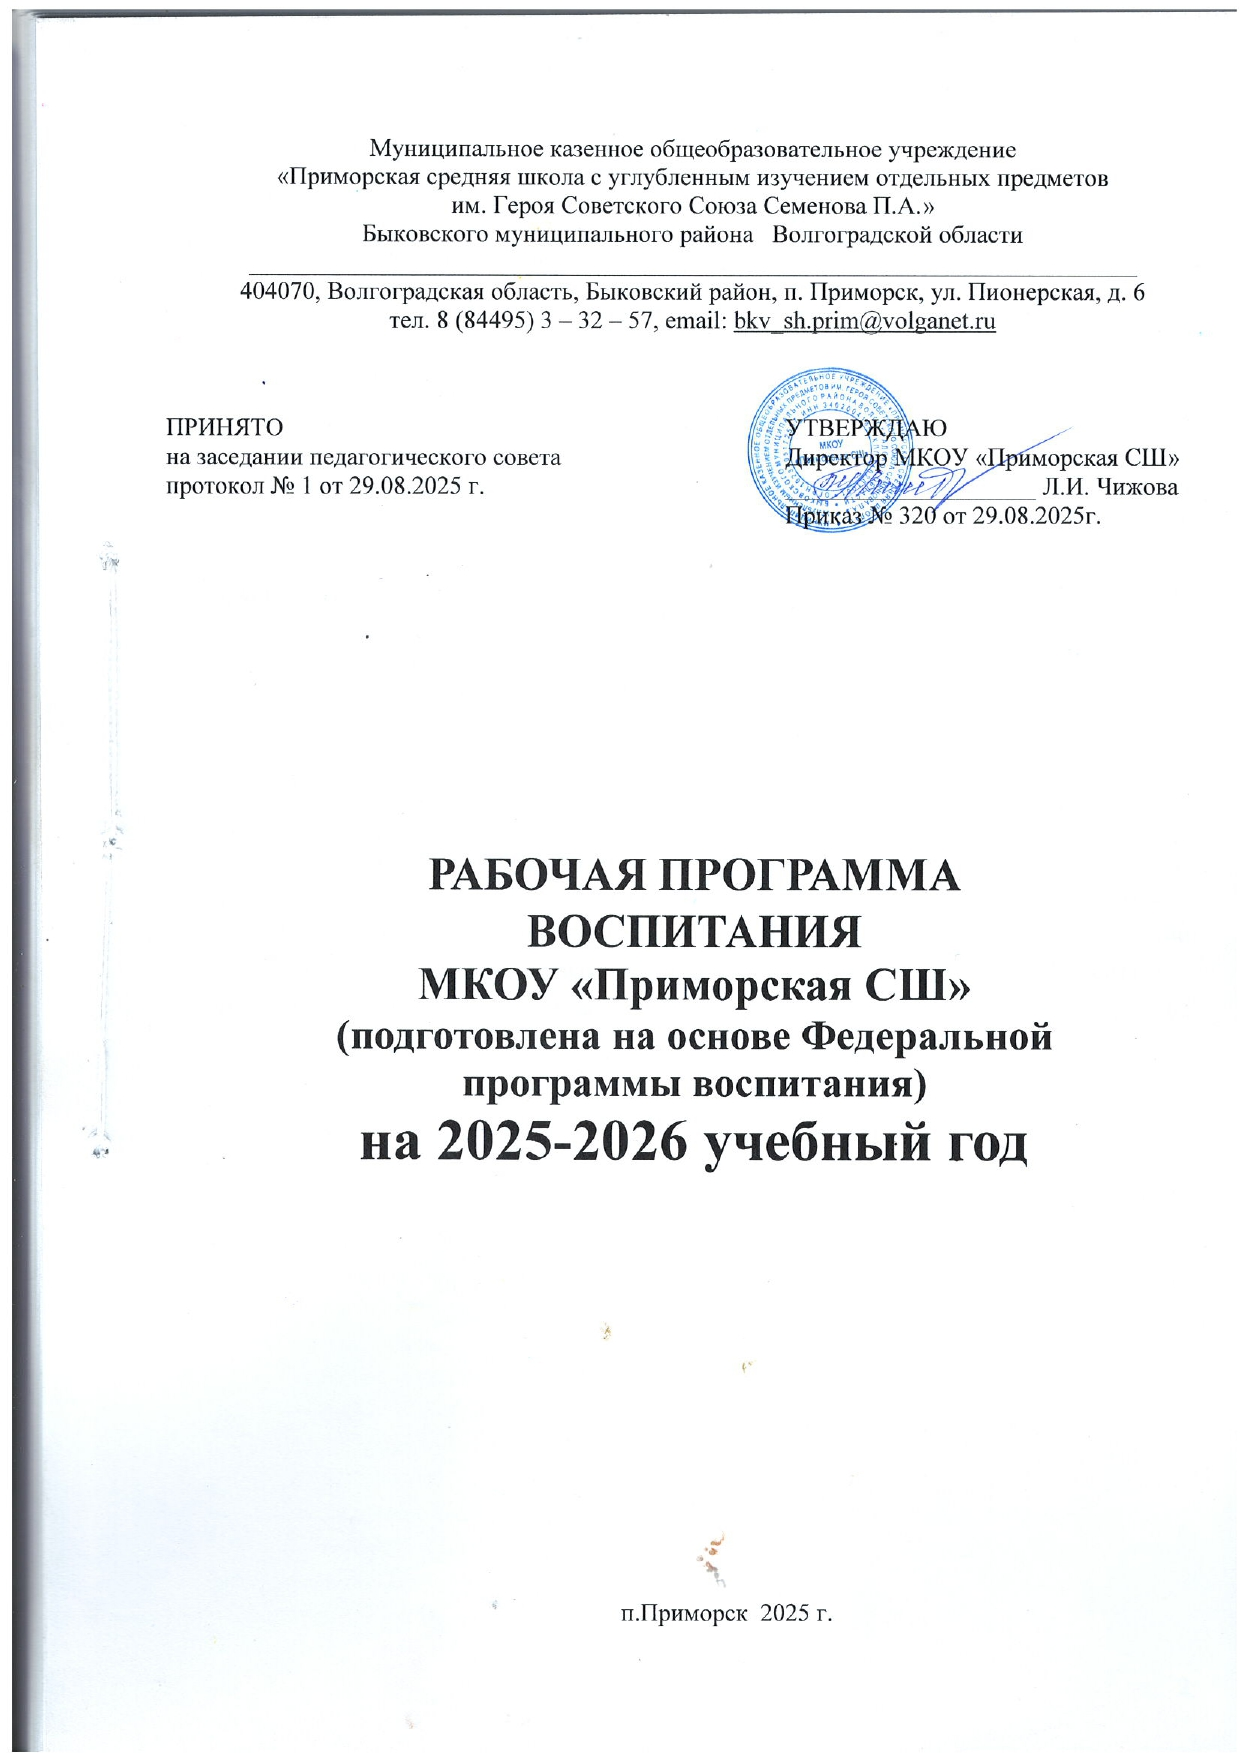 Муниципальное казенное общеобразовательное учреждение
«Приморская средняя школа с углубленным изучением отдельных предметов
им. Героя Советского Союза Семенова П.А.»
Быковского муниципального района Волгоградской области
404070, Волгоградская область, Быковский район, п. Приморск, ул. Пионерская, д. 6
тел. 8 (84495) 3 – 32 – 57, email: bkv_sh.prim@volganet.ru
ПРИНЯТО
на заседании педагогического совета
протокол № 1 от 29.08.2025 г.
УТВЕРЖДАЮ
Директор МКОУ «Приморская СШ»
Л.И. Чижова
Приказ № 320 от 29.08.2025г.
МКОУ
РАБОЧАЯ ПРОГРАММА
ВОСПИТАНИЯ
МКОУ «Приморская СШ»
(подготовлена на основе Федеральной
программы воспитания)
на 2025-2026 учебный год
п.Приморск 2025 г.